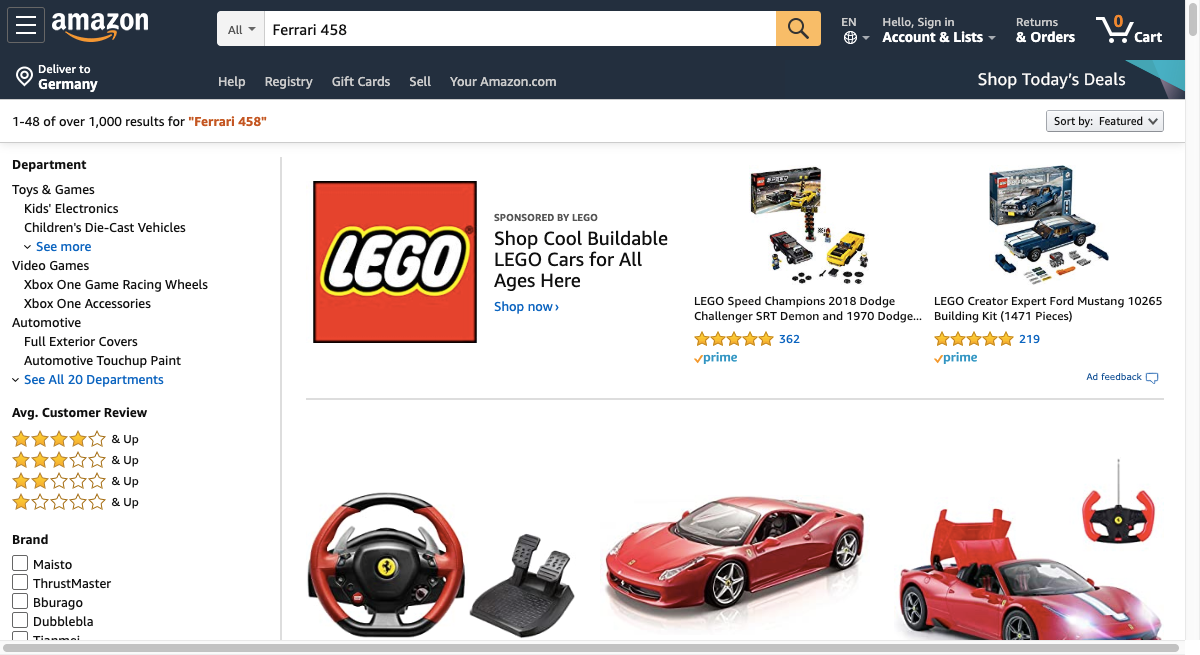 amazon
All
Ferrari 458
EN
Hello, Sign in
Account & Lists
Returns
& Orders
0
Cart
Deliver to
Germany
Help
Registry
Gift Cards
Sell
Your Amazon.com
Shop Today's Deals
1-48 of over 1,000 results for "Ferrari 458"
Sort by: Featured
Department
Toys & Games
Kids' Electronics
Children's Die-Cast Vehicles
See more
Video Games
Xbox One Game Racing Wheels
Xbox One Accessories
Automotive
Full Exterior Covers
Automotive Touchup Paint
See All 20 Departments
Avg. Customer Review
& Up
& Up
& Up
& Up
Brand
Maisto
ThrustMaster
Bburago
Dubblebla
Tianmei
LEGO
SPONSORED BY LEGO
Shop Cool Buildable
LEGO Cars for All
Ages Here
Shop now ›
LEGO Speed Champions 2018 Dodge
Challenger SRT Demon and 1970 Dodge...
362
prime
LEGO Creator Expert Ford Mustang 10265
Building Kit (1471 Pieces)
219
prime
Ad feedback